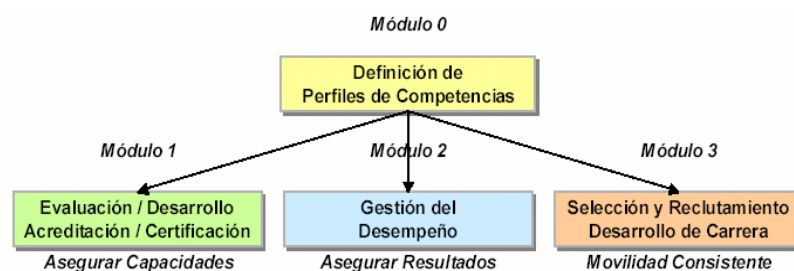 Módulo 0
Definición de
Perfiles de Competencias
Módulo 1
Módulo 2
Módulo 3
Evaluación / Desarrollo
Acreditación / Certificación
Gestión del
Desempeño
Selección y Reclutamiento
Desarrollo de Carrera
Asegurar Capacidades
Asegurar Resultados
Movilidad Consistente